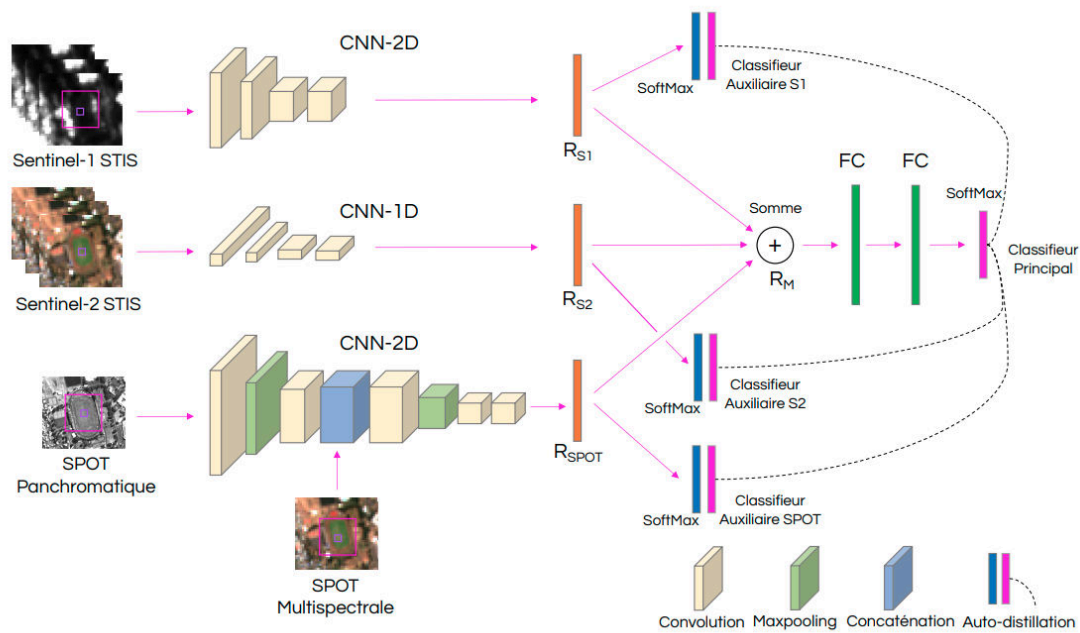 CNN-2D
Sentinel-1 STIS
R_S1
SoftMax
Classifieur
Auxiliaire S1
CNN-1D
Sentinel-2 STIS
R_S2
Somme
+
R_M
FC
FC
SoftMax
Classifieur
Principal
CNN-2D
SPOT
Panchromatique
SPOT
Multispectrale
R_SPOT
SoftMax
Classifieur
Auxiliaire S2
SoftMax
Classifieur
Auxiliaire SPOT
Convolution
Maxpooling
Concaténation
Auto-distillation